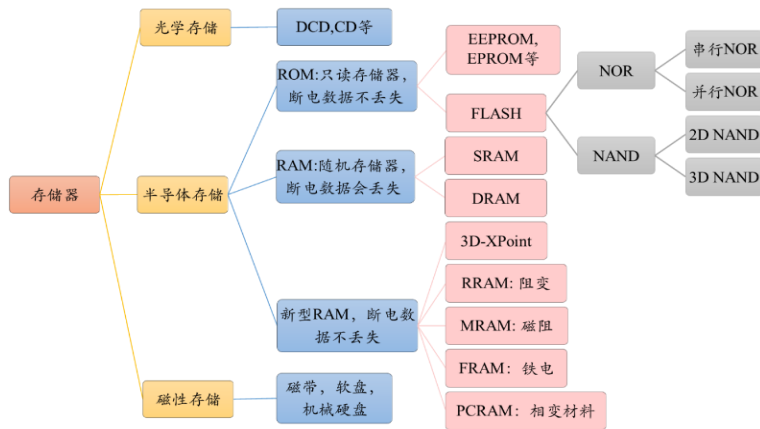 存储器
光学存储
DCD,CD等
半导体存储
ROM:只读存储器，
断电数据不丢失
EEPROM,
EPROM等
FLASH
NOR
串行NOR
并行NOR
NAND
2D NAND
3D NAND
RAM:随机存储器，
断电数据会丢失
SRAM
DRAM
新型RAM，断电数
据不丢失
3D-XPoint
RRAM: 阻变
MRAM: 磁阻
FRAM：铁电
PCRAM：相变材料
磁性存储
磁带，软盘，
机械硬盘